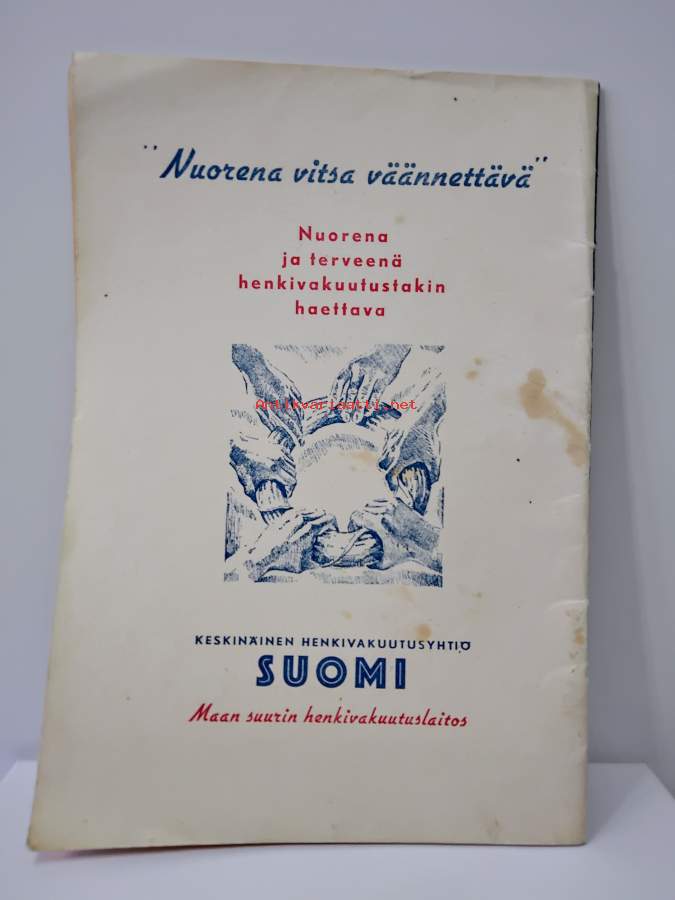 "Nuorena vitsa väännettävä"
Nuorena
ja terveenä
henkivakuutustakin
haettava
Antikvariaatti.net
KESKINÄINEN HENKIVAKUUTUSYHTIÖ
SUOMI
Maan suurin henkivakuutuslaitos